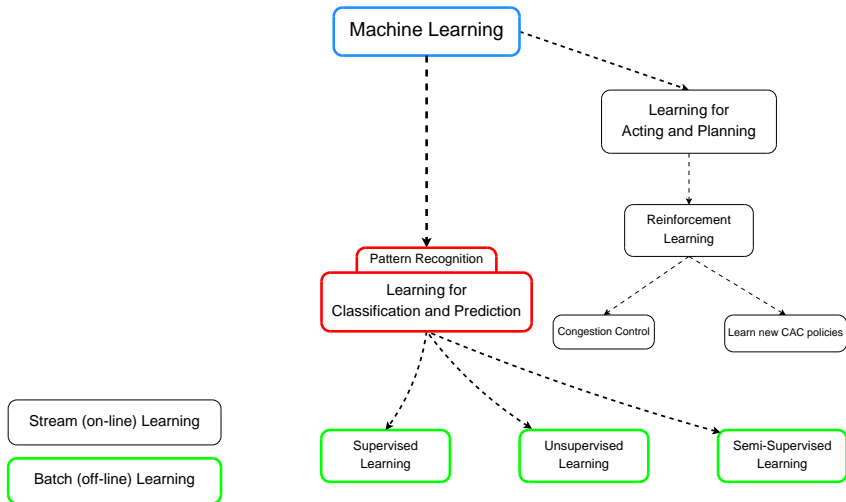 Machine Learning
Learning for
Acting and Planning
Reinforcement
Learning
Pattern Recognition
Learning for
Classification and Prediction
Congestion Control
Learn new CAC policies
Stream (on-line) Learning
Supervised
Learning
Unsupervised
Learning
Semi-Supervised
Learning
Batch (off-line) Learning